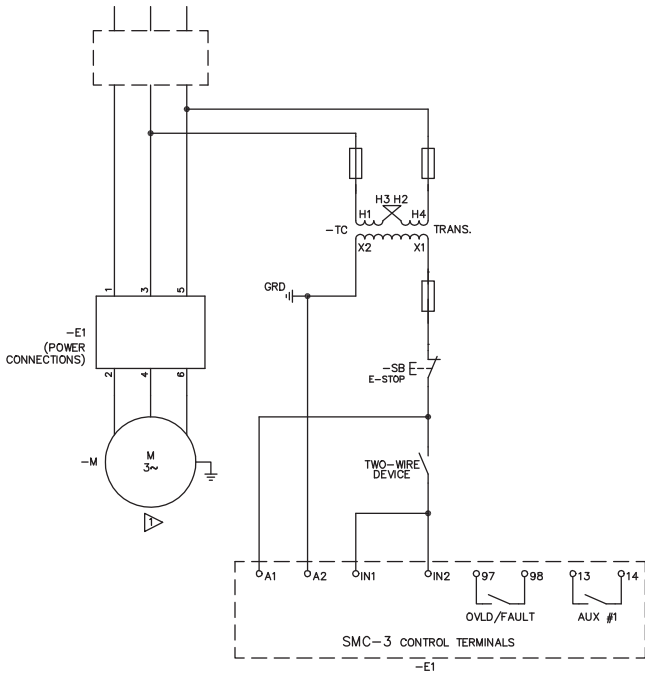 H3 H2
H1
H4
-TC
TRANS.
X2
X1
GRD
1
3
5
-E1
(POWER
CONNECTIONS)
2
4
6
-SB
E-STOP
-M
M
3~
1
TWO-WIRE
DEVICE
A1
A2
IN1
IN2
97
98
13
14
OVLD/FAULT
AUX #1
SMC-3 CONTROL TERMINALS
-E1